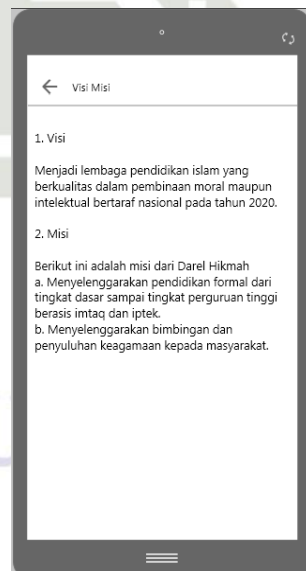 Visi Misi
1. Visi
Menjadi lembaga pendidikan islam yang
berkualitas dalam pembinaan moral maupun
intelektual bertaraf nasional pada tahun 2020.
2. Misi
Berikut ini adalah misi dari Darel Hikmah
a. Menyelenggarakan pendidikan formal dari
tingkat dasar sampai tingkat perguruan tinggi
berasis imtaq dan iptek.
b. Menyelenggarakan bimbingan dan
penyuluhan keagamaan kepada masyarakat.